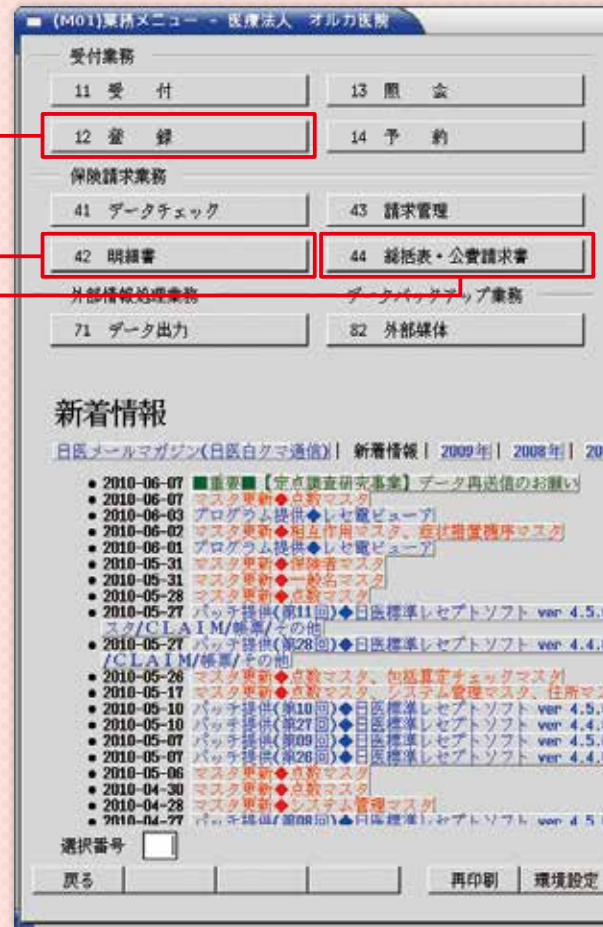 (M01)業務メニュー - 医療法人 オルカ医院
受付業務
11 受 付
13 照 会
12 登 録
14 予 約
保険請求業務
41 データチェック
43 請求管理
42 明細書
44 総括表・公費請求書
外部情報処理業務
データバックアップ業務
71 データ出力
82 外部媒体
新着情報
日医メールマガジン(日医白クマ通信)| 新着情報 | 2009年| 2008年| 20
• 2010-06-07 ■重要■【定点調査研究事業】データ再送信のお願い
• 2010-06-07 マスタ更新◆点数マスタ
• 2010-06-03 プログラム提供◆レセ電ビューア
• 2010-06-02 マスタ更新◆相互作用マスタ、症状措置機序マスタ
• 2010-06-01 プログラム提供◆レセ電ビューア
• 2010-05-31 マスタ更新◆保険者マスタ
• 2010-05-31 マスタ更新◆一般名マスタ
• 2010-05-28 マスタ更新◆点数マスタ
• 2010-05-27 パッチ提供(第11回)◆日医標準レセプトソフト ver 4.5.
スタ/CLAIM/帳票/その他
• 2010-05-27 パッチ提供(第28回)◆日医標準レセプトソフト ver 4.4.
/CLAIM/帳票/その他
• 2010-05-26 マスタ更新◆点数マスタ、包括算定チェックマスタ
• 2010-05-17 マスタ更新◆点数マスタ、システム管理マスタ、住所マス
• 2010-05-10 パッチ提供(第10回)◆日医標準レセプトソフト ver 4.5.
• 2010-05-10 パッチ提供(第27回)◆日医標準レセプトソフト ver 4.4.
• 2010-05-07 パッチ提供(第09回)◆日医標準レセプトソフト ver 4.5.
• 2010-05-07 パッチ提供(第26回)◆日医標準レセプトソフト ver 4.4.
• 2010-05-06 マスタ更新◆点数マスタ
• 2010-04-30 マスタ更新◆点数マスタ
• 2010-04-28 マスタ更新◆システム管理マスタ
• 2010-04-27 パッチ提供(第08回)◆日医標準レセプトソフト ver 4.5
選択番号
戻る
再印刷
環境設定